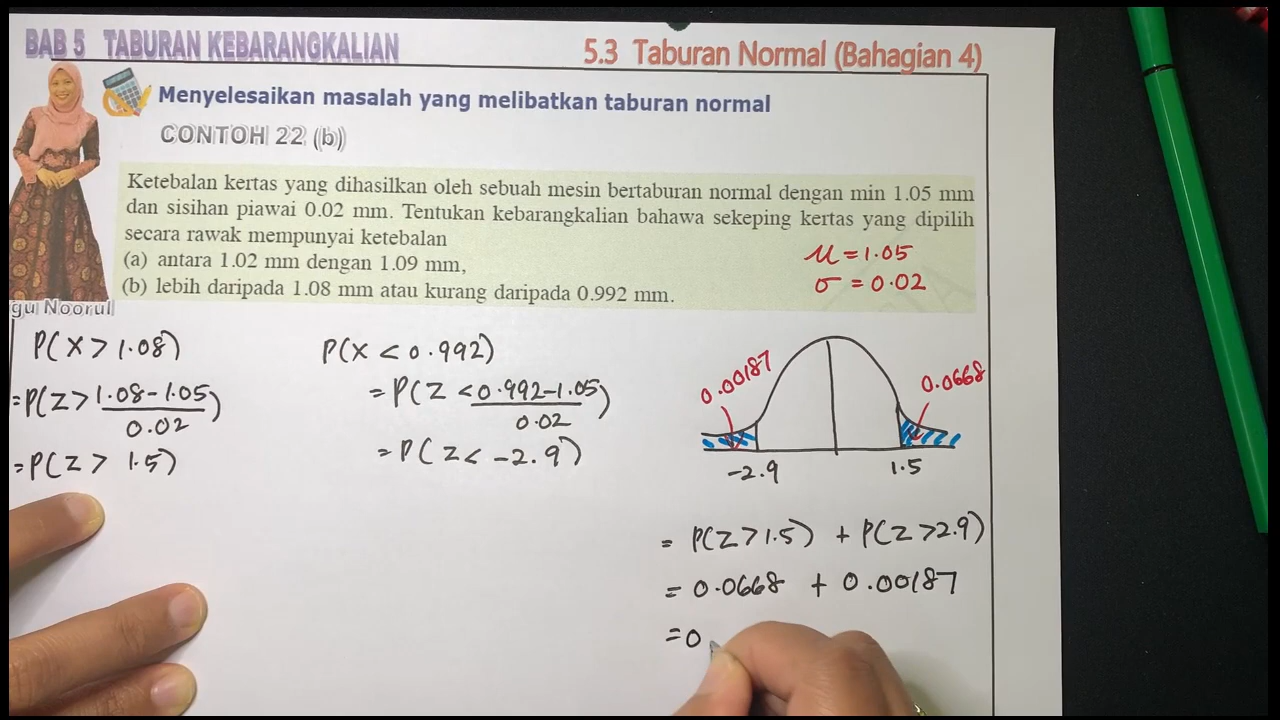 BAB 5 TABURAN KEBARANGKALIAN
5.3 Taburan Normal (Bahagian 4)
Menyelesaikan masalah yang melibatkan taburan normal
CONTOH 22 (b)
Ketebalan kertas yang dihasilkan oleh sebuah mesin bertaburan normal dengan min 1.05 mm
dan sisihan piawai 0.02 mm. Tentukan kebarangkalian bahawa sekeping kertas yang dipilih
secara rawak mempunyai ketebalan
(a) antara 1.02 mm dengan 1.09 mm,
(b) lebih daripada 1.08 mm atau kurang daripada 0.992 mm.
μ = 1.05
σ = 0.02
gu Noorul
P(X > 1.08)
= P(Z > 1.08 - 1.05 / 0.02)
= P(Z > 1.5)
P(X < 0.992)
= P(Z < 0.992 - 1.05 / 0.02)
= P(Z < -2.9)
0.00187
0.0668
-2.9
1.5
= P(Z > 1.5) + P(Z > 2.9)
= 0.0668 + 0.00187
= 0